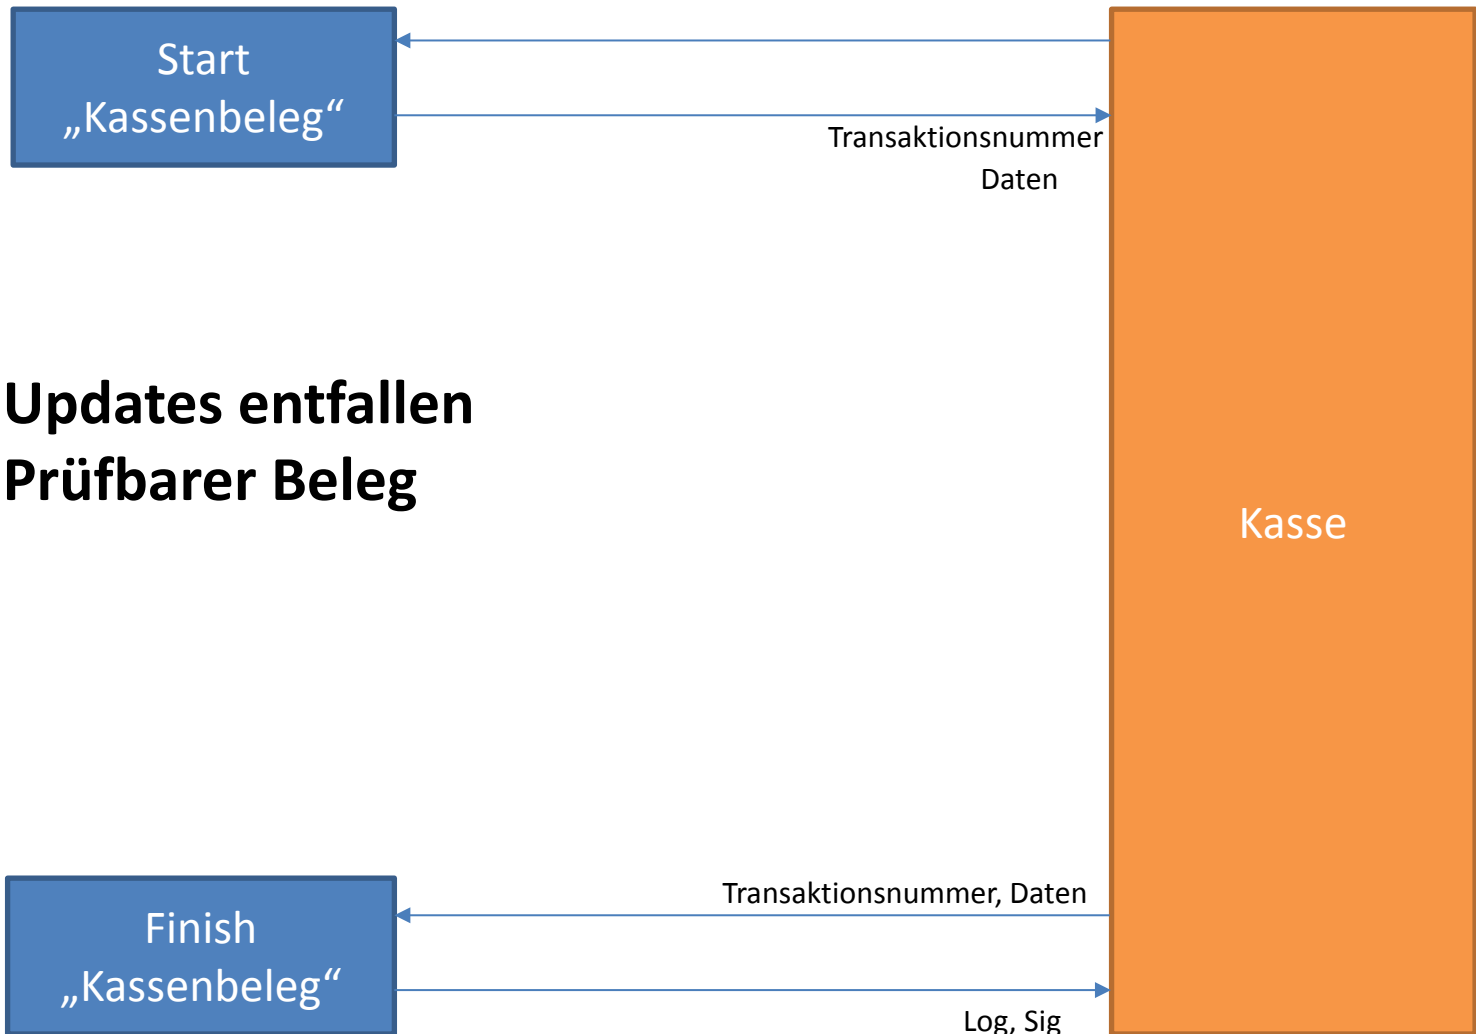 Start
„Kassenbeleg“
Transaktionsnummer
Daten
Updates entfallen
Prüfbarer Beleg
Kasse
Transaktionsnummer, Daten
Finish
„Kassenbeleg“
Log, Sig